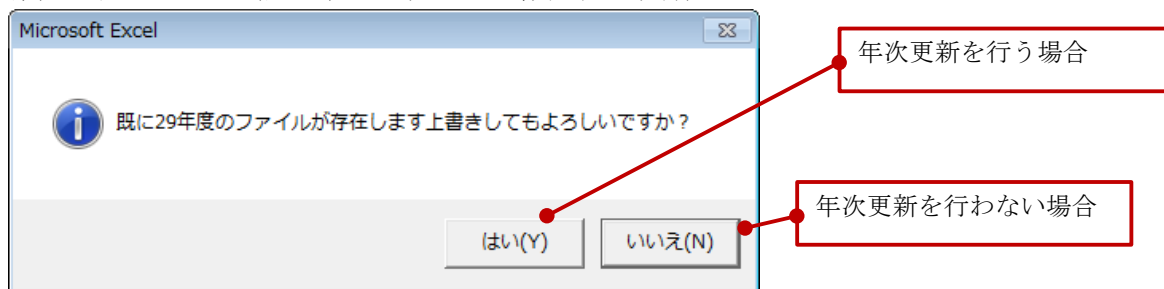 Microsoft Excel
年次更新を行う場合
既に29年度のファイルが存在します上書きしてもよろしいですか？
年次更新を行わない場合
はい(Y)
いいえ(N)